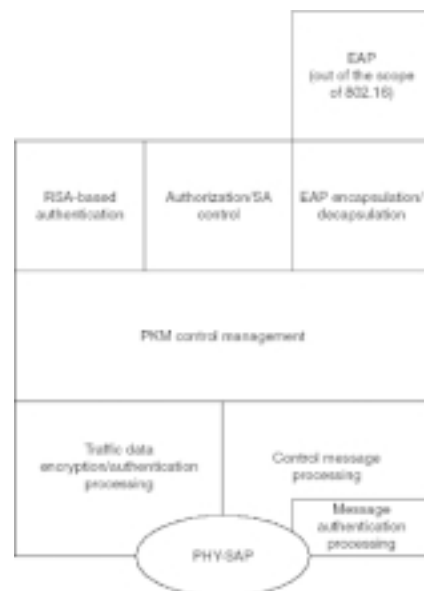 EAP
(out of the scope
of 802.16)
RSA-based
authentication
Authorization/SA
control
EAP encapsulation/
decapsulation
PKM control management
Traffic data
encryption/authentication
processing
Control message
processing
Message
authentication
processing
PHY-SAP